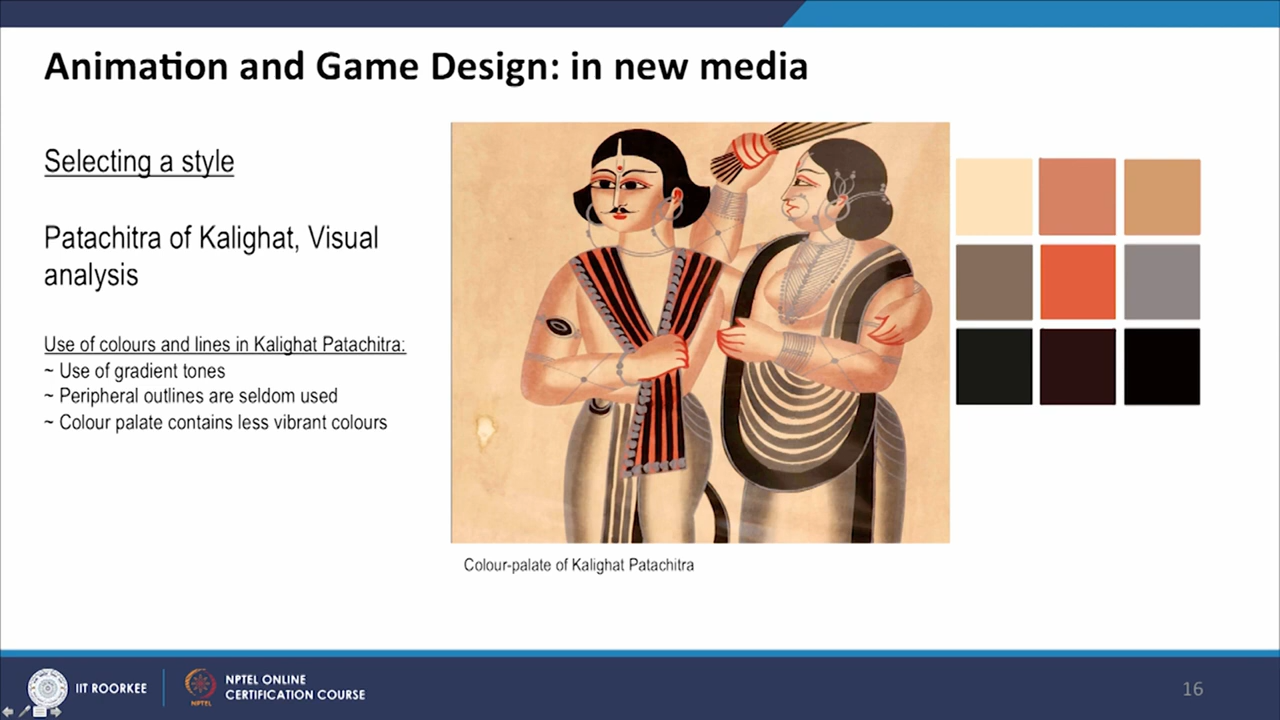 Animation and Game Design: in new media
Selecting a style
Patachitra of Kalighat, Visual
analysis
Use of colours and lines in Kalighat Patachitra:
~ Use of gradient tones
~ Peripheral outlines are seldom used
~ Colour palate contains less vibrant colours
Colour-palate of Kalighat Patachitra
IIT ROORKEE
NPTEL
NPTEL ONLINE
CERTIFICATION COURSE
16